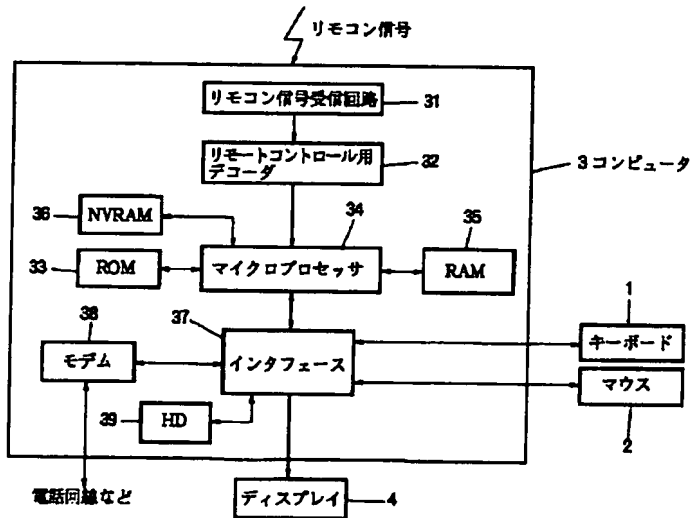 リモコン信号
リモコン信号受信回路
31
リモートコントロール用
デコーダ
32
3 コンピュータ
36
NVRAM
34
35
33
ROM
マイクロプロセッサ
RAM
38
37
1
モデム
インタフェース
キーボード
マウス
39
HD
2
電話回線など
ディスプレイ
4